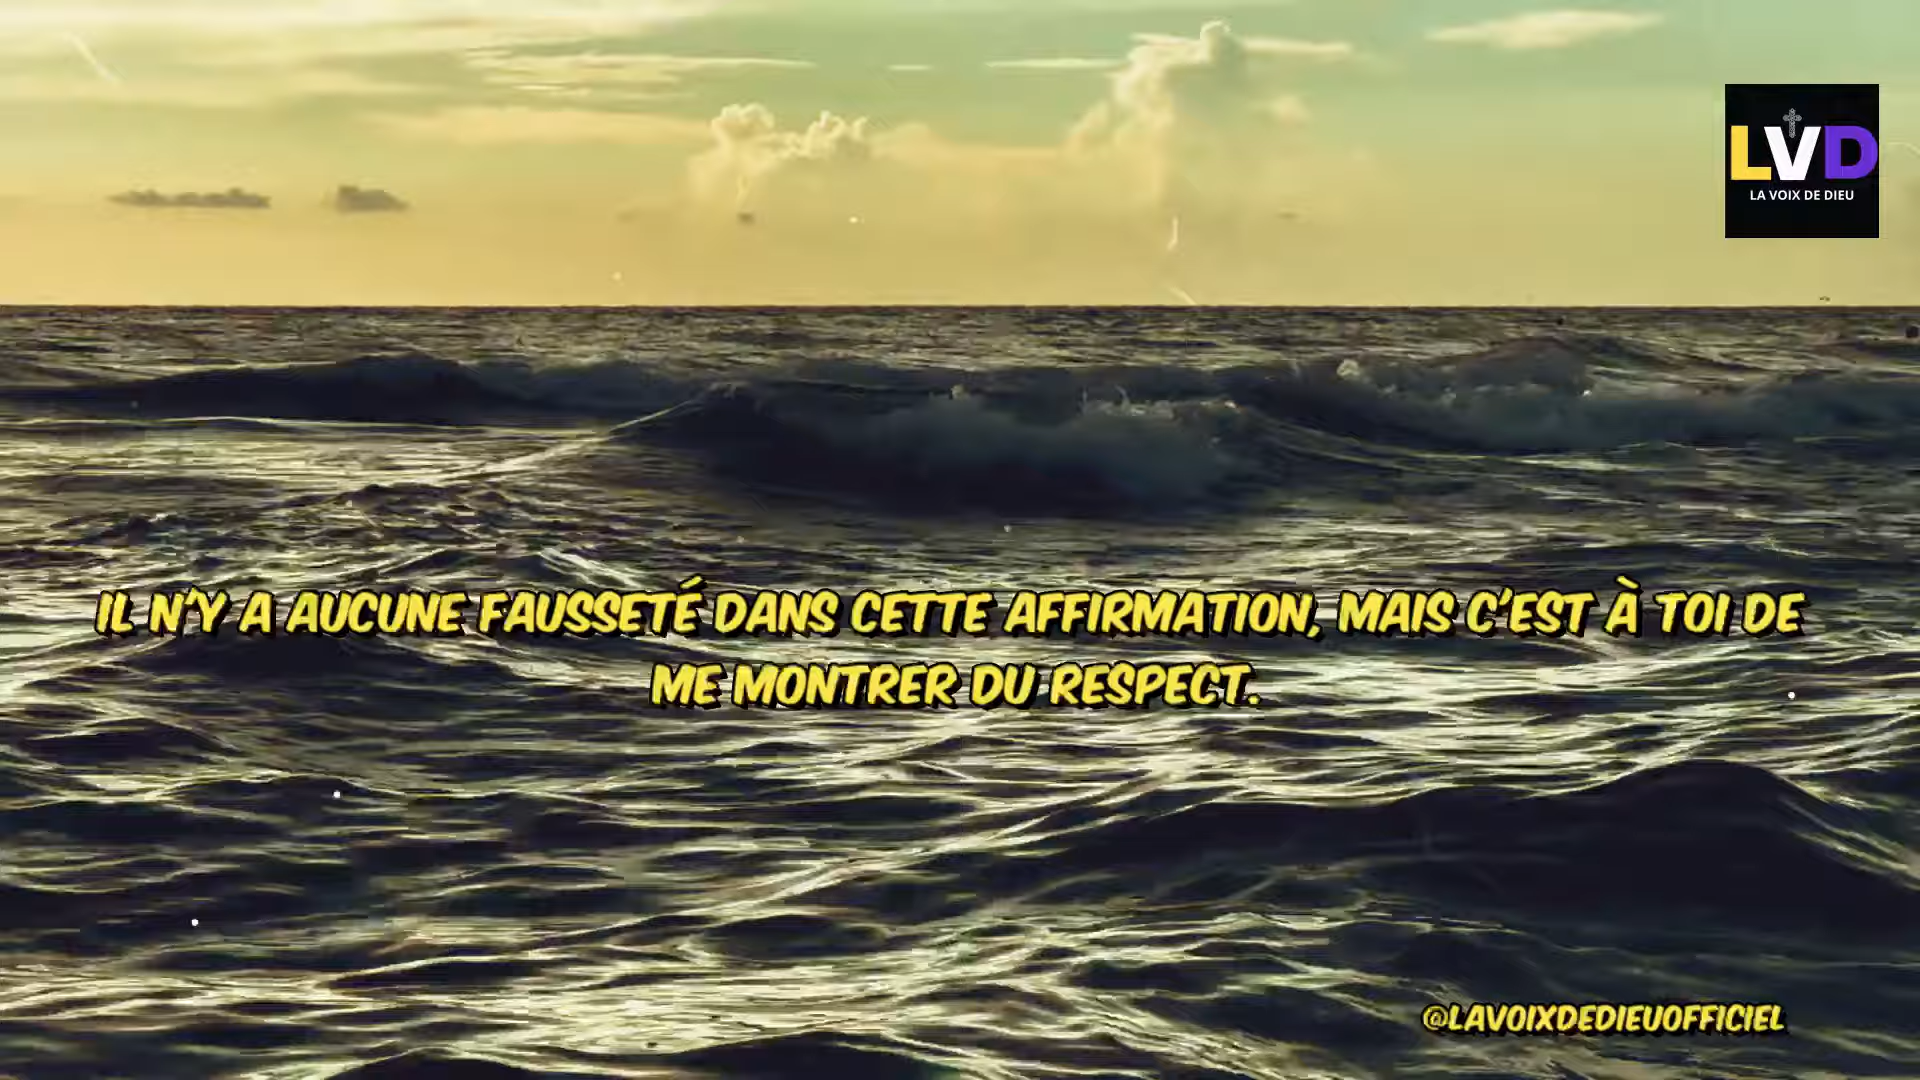 LVD
LA VOIX DE DIEU
IL N'Y A AUCUNE FAUSSETÉ DANS CETTE AFFIRMATION, MAIS C'EST À TOI DE
ME MONTRER DU RESPECT.
@LAVOIXDEDIEUOFFICIEL